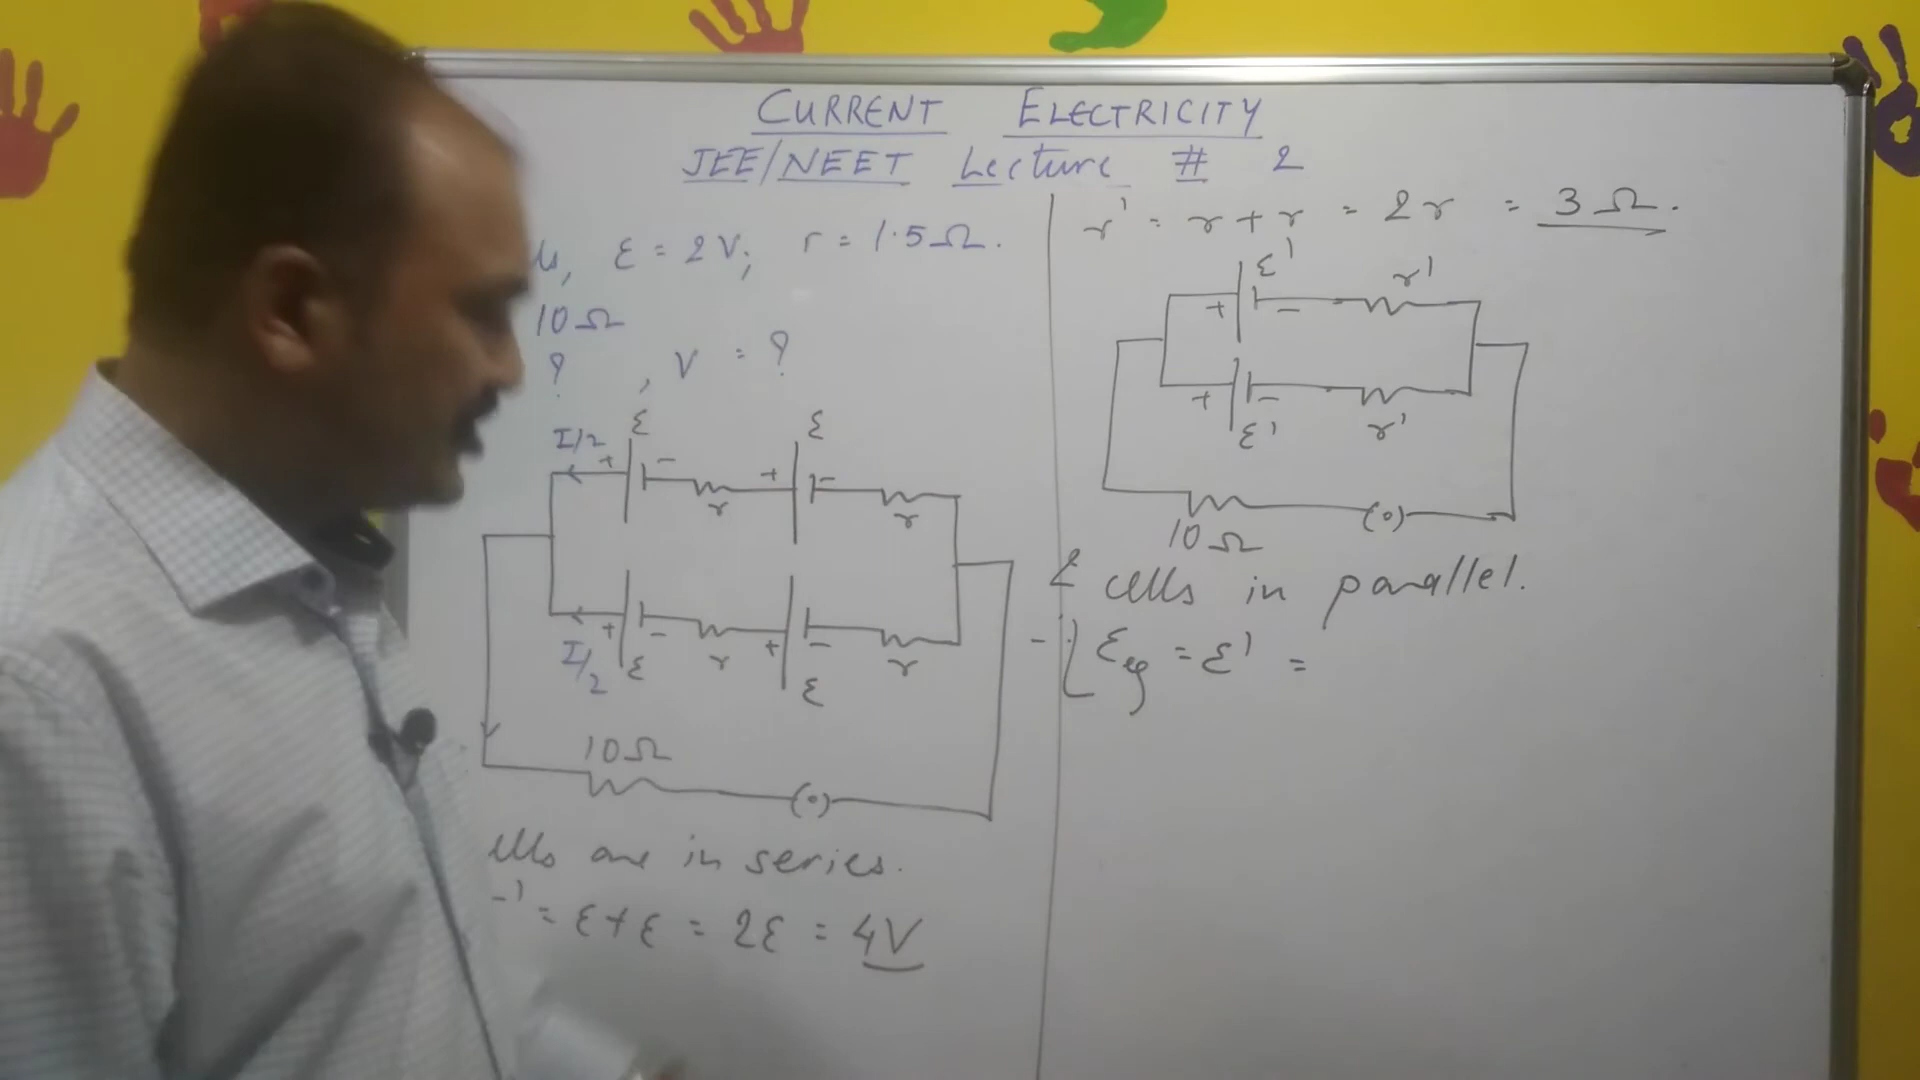 CURRENT ELECTRICITY
JEE/NEET Lecture # 2
ε = 2V; r = 1.5Ω.
10Ω
? , V = ?
I/2 + ε - + ε -
r r
+ - + -
I/2 ε r ε r
10Ω
(·)
are in series.
' = ε+ε = 2ε = 4V
r' = r+r = 2r = 3Ω.
ε' r'
+ -
+ -
ε' r'
10Ω (·)
2 cells in parallel.
εeq = ε' =